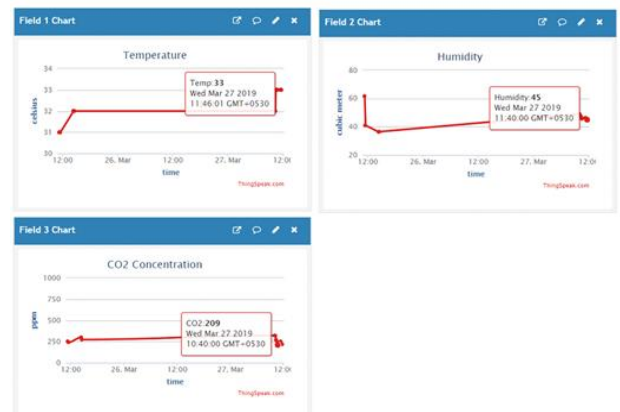 Field 1 Chart
Temperature
34
33
32
31
30
celsius
Temp:33
Wed Mar 27 2019
11:46:01 GMT+0530
12:00
26. Mar
12:00
27. Mar
12:0(
time
ThingSpeak.com
Field 2 Chart
Humidity
80
60
40
20
cubic meter
Humidity:45
Wed Mar 27 2019
11:40:00 GMT+0530
12:00
26. Mar
12:00
27. Mar
12:0(
time
ThingSpeak.com
Field 3 Chart
CO2 Concentration
1000
750
500
250
0
ppm
CO2:209
Wed Mar 27 2019
10:40:00 GMT+0530
12:00
26. Mar
12:00
27. Mar
12:00
time
ThingSpeak.com